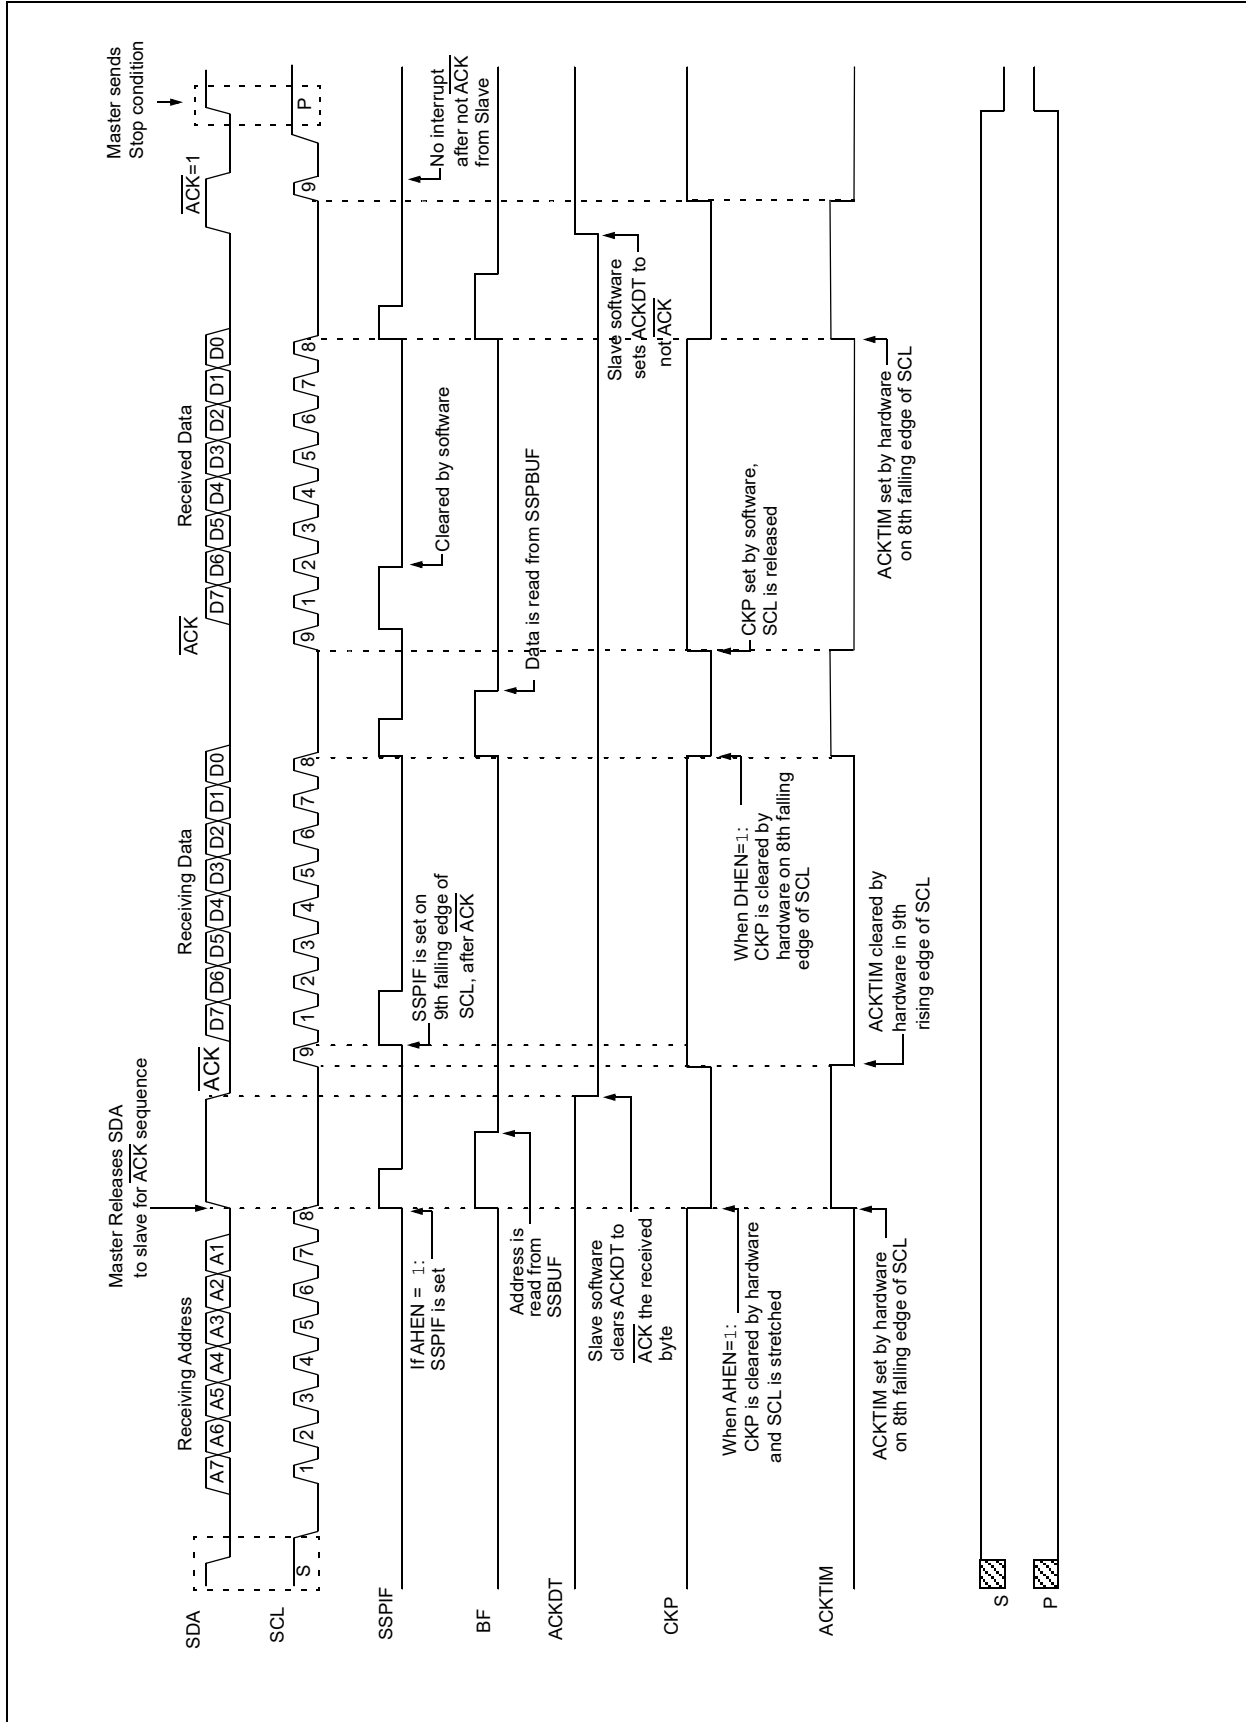 Master Releases SDA
to slave for ACK sequence
Master sends
Stop condition
Receiving Address
Receiving Data
Received Data
ACK
ACK
ACK=1
SDA
A7 A6 A5 A4 A3 A2 A1
D7 D6 D5 D4 D3 D2 D1 D0
D7 D6 D5 D4 D3 D2 D1 D0
SCL
S
1 2 3 4 5 6 7 8 9
1 2 3 4 5 6 7 8 9
1 2 3 4 5 6 7 8 9
P
SSPIF
If AHEN = 1:
SSPIF is set
SSPIF is set on
9th falling edge of
SCL, after ACK
Cleared by software
No interrupt
after not ACK
from Slave
BF
Address is
read from
SSBUF
Data is read from SSPBUF
ACKDT
Slave software
clears ACKDT to
ACK the received
byte
Slave software
sets ACKDT to
not ACK
CKP
When AHEN=1:
CKP is cleared by hardware
and SCL is stretched
When DHEN=1:
CKP is cleared by
hardware on 8th falling
edge of SCL
CKP set by software,
SCL is released
ACKTIM
ACKTIM set by hardware
on 8th falling edge of SCL
ACKTIM cleared by
hardware in 9th
rising edge of SCL
ACKTIM set by hardware
on 8th falling edge of SCL
S
P